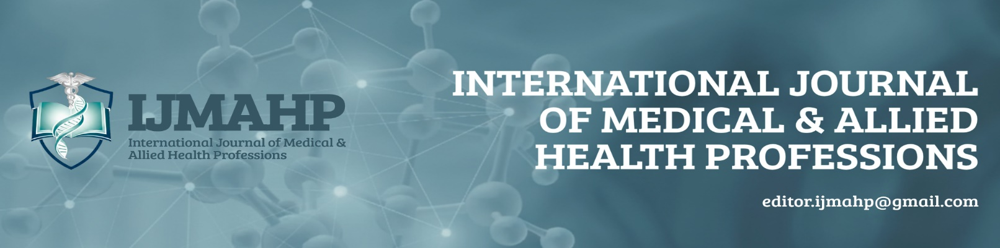 IJMAHP
International Journal of Medical &
Allied Health Professions
INTERNATIONAL JOURNAL
OF MEDICAL & ALLIED
HEALTH PROFESSIONS
editor.ijmahp@gmail.com